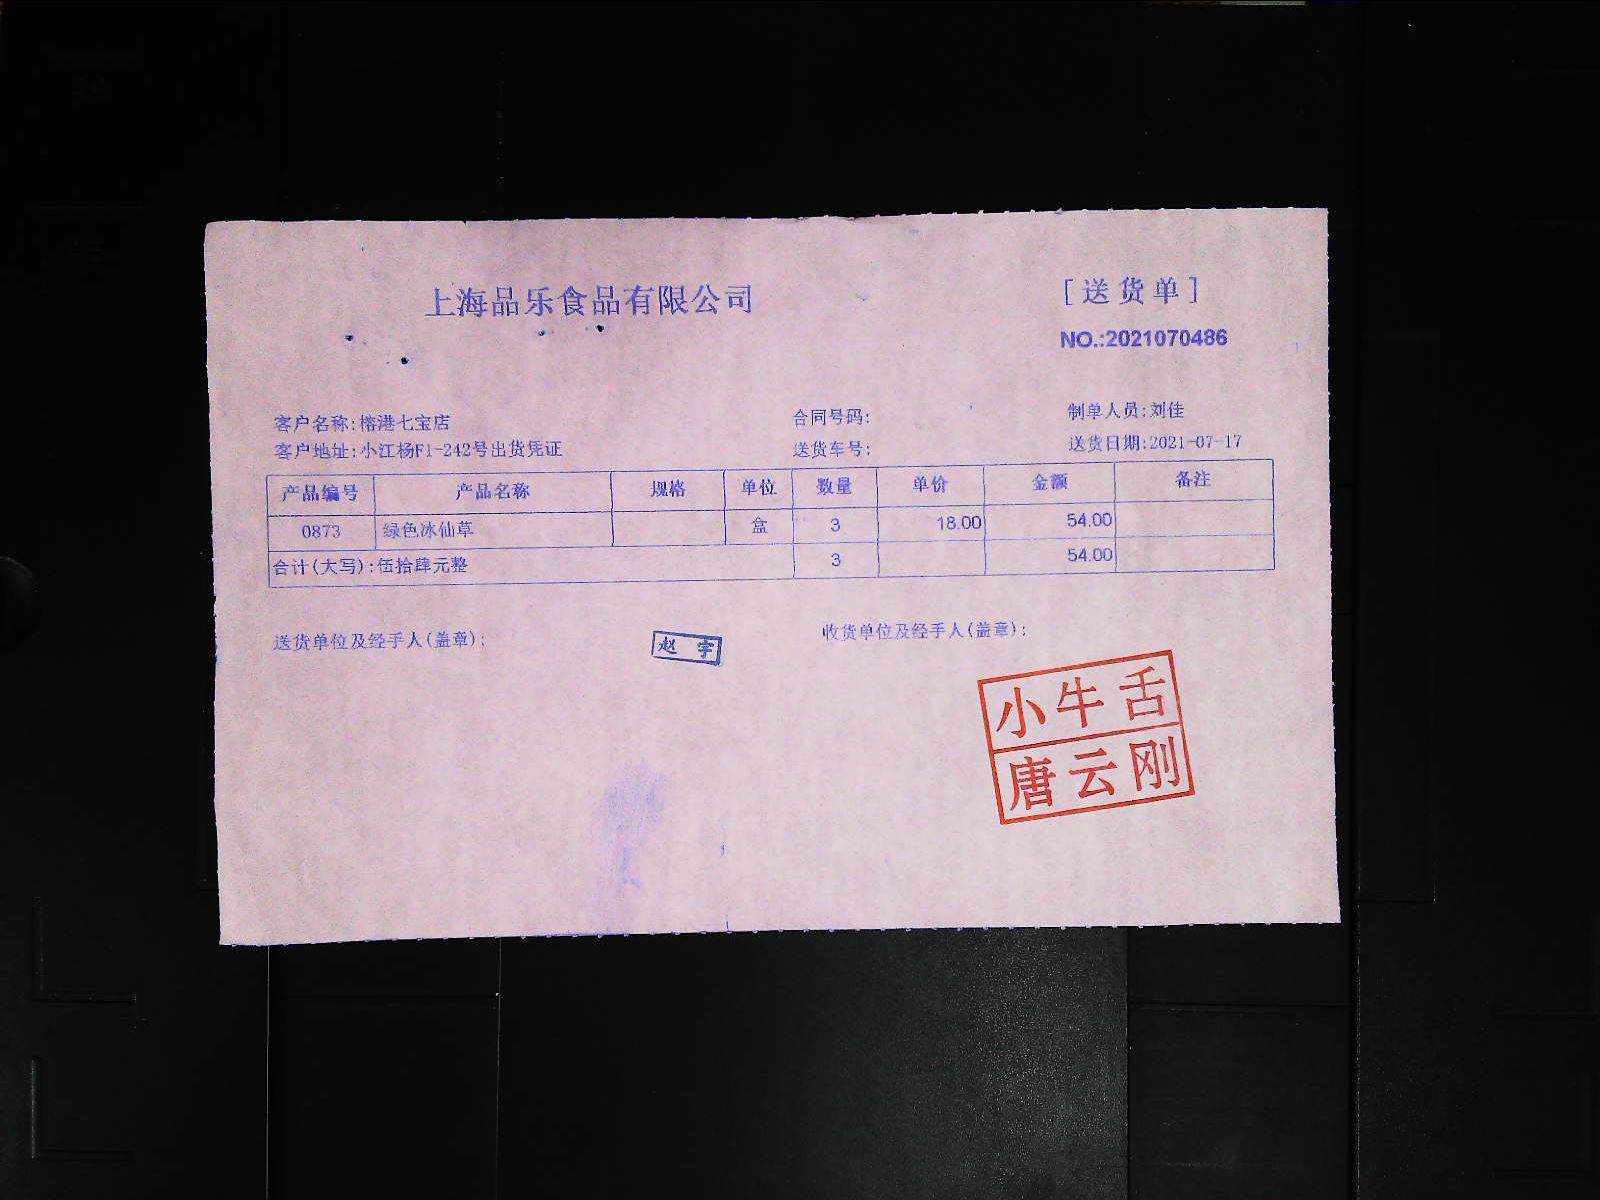 上海品乐食品有限公司
[送货单]
NO.:2021070486
客户名称:榕港七宝店 合同号码: 制单人员:刘佳
客户地址:小江杨F1-242号出货凭证 送货车号: 送货日期:2021-07-17
产品编号 产品名称 规格 单位 数量 单价 金额 备注
0873 绿色冰仙草 盒 3 18.00 54.00
合计(大写):伍拾肆元整 3 54.00
送货单位及经手人(盖章): 收货单位及经手人(盖章):
赵宇
小牛舌
唐云刚